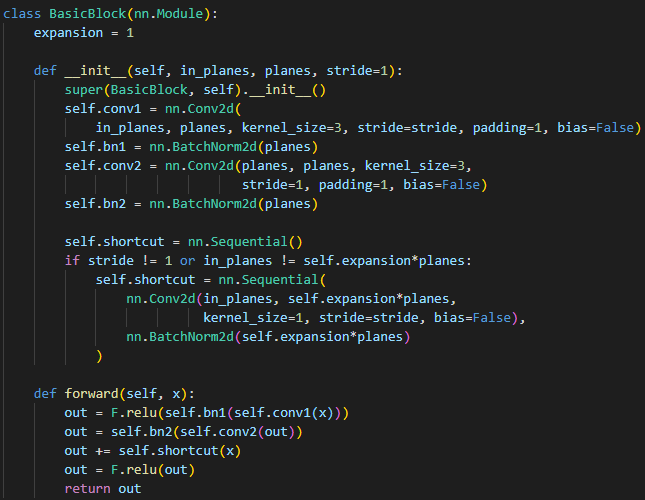 class BasicBlock(nn.Module):
    expansion = 1

    def __init__(self, in_planes, planes, stride=1):
        super(BasicBlock, self).__init__()
        self.conv1 = nn.Conv2d(
            in_planes, planes, kernel_size=3, stride=stride, padding=1, bias=False)
        self.bn1 = nn.BatchNorm2d(planes)
        self.conv2 = nn.Conv2d(planes, planes, kernel_size=3,
                               stride=1, padding=1, bias=False)
        self.bn2 = nn.BatchNorm2d(planes)

        self.shortcut = nn.Sequential()
        if stride != 1 or in_planes != self.expansion*planes:
            self.shortcut = nn.Sequential(
                nn.Conv2d(in_planes, self.expansion*planes,
                          kernel_size=1, stride=stride, bias=False),
                nn.BatchNorm2d(self.expansion*planes)
            )

    def forward(self, x):
        out = F.relu(self.bn1(self.conv1(x)))
        out = self.bn2(self.conv2(out))
        out += self.shortcut(x)
        out = F.relu(out)
        return out